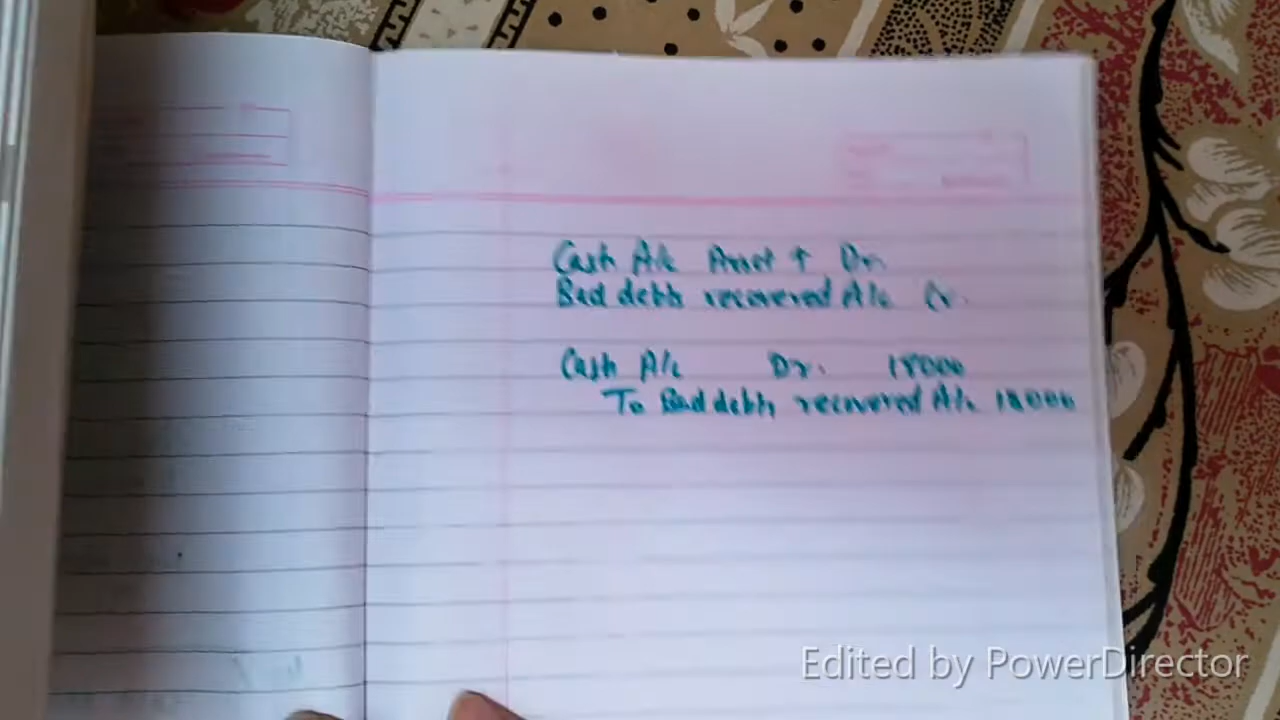 Cash A/c Asset ↑ Dr.
Bad debts recovered A/c Cr.
Cash A/c Dr. 18000
To Bad debts recovered A/c 18000
Edited by PowerDirector